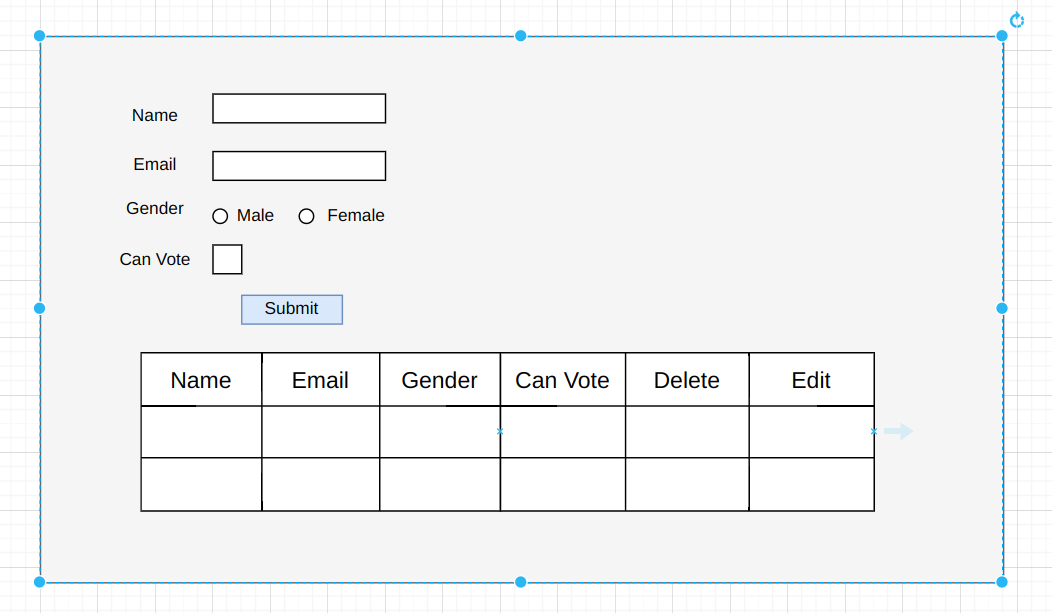 Name
Email
Gender
Male Female
Can Vote
Submit
Name Email Gender Can Vote Delete Edit